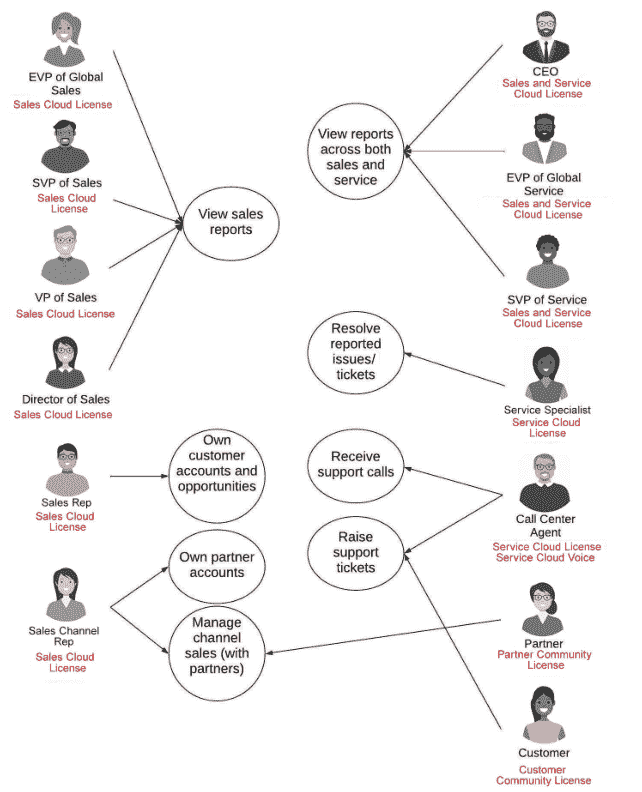 EVP of Global
Sales
Sales Cloud License
SVP of Sales
Sales Cloud
License
VP of Sales
Sales Cloud License
Director of Sales
Sales Cloud License
Sales Rep
Sales Cloud
License
Sales Channel
Rep
Sales Cloud
License
View sales
reports
Own
customer
accounts and
opportunities
Own partner
accounts
Manage
channel
sales (with
partners)
View reports
across both
sales and
service
Resolve
reported
issues/
tickets
Receive
support calls
Raise
support
tickets
CEO
Sales and Service
Cloud License
EVP of Global
Service
Sales and Service
Cloud License
SVP of Service
Sales and Service
Cloud License
Service Specialist
Service Cloud
License
Call Center
Agent
Service Cloud License
Service Cloud Voice
Partner
Partner Community
License
Customer
Customer
Community License